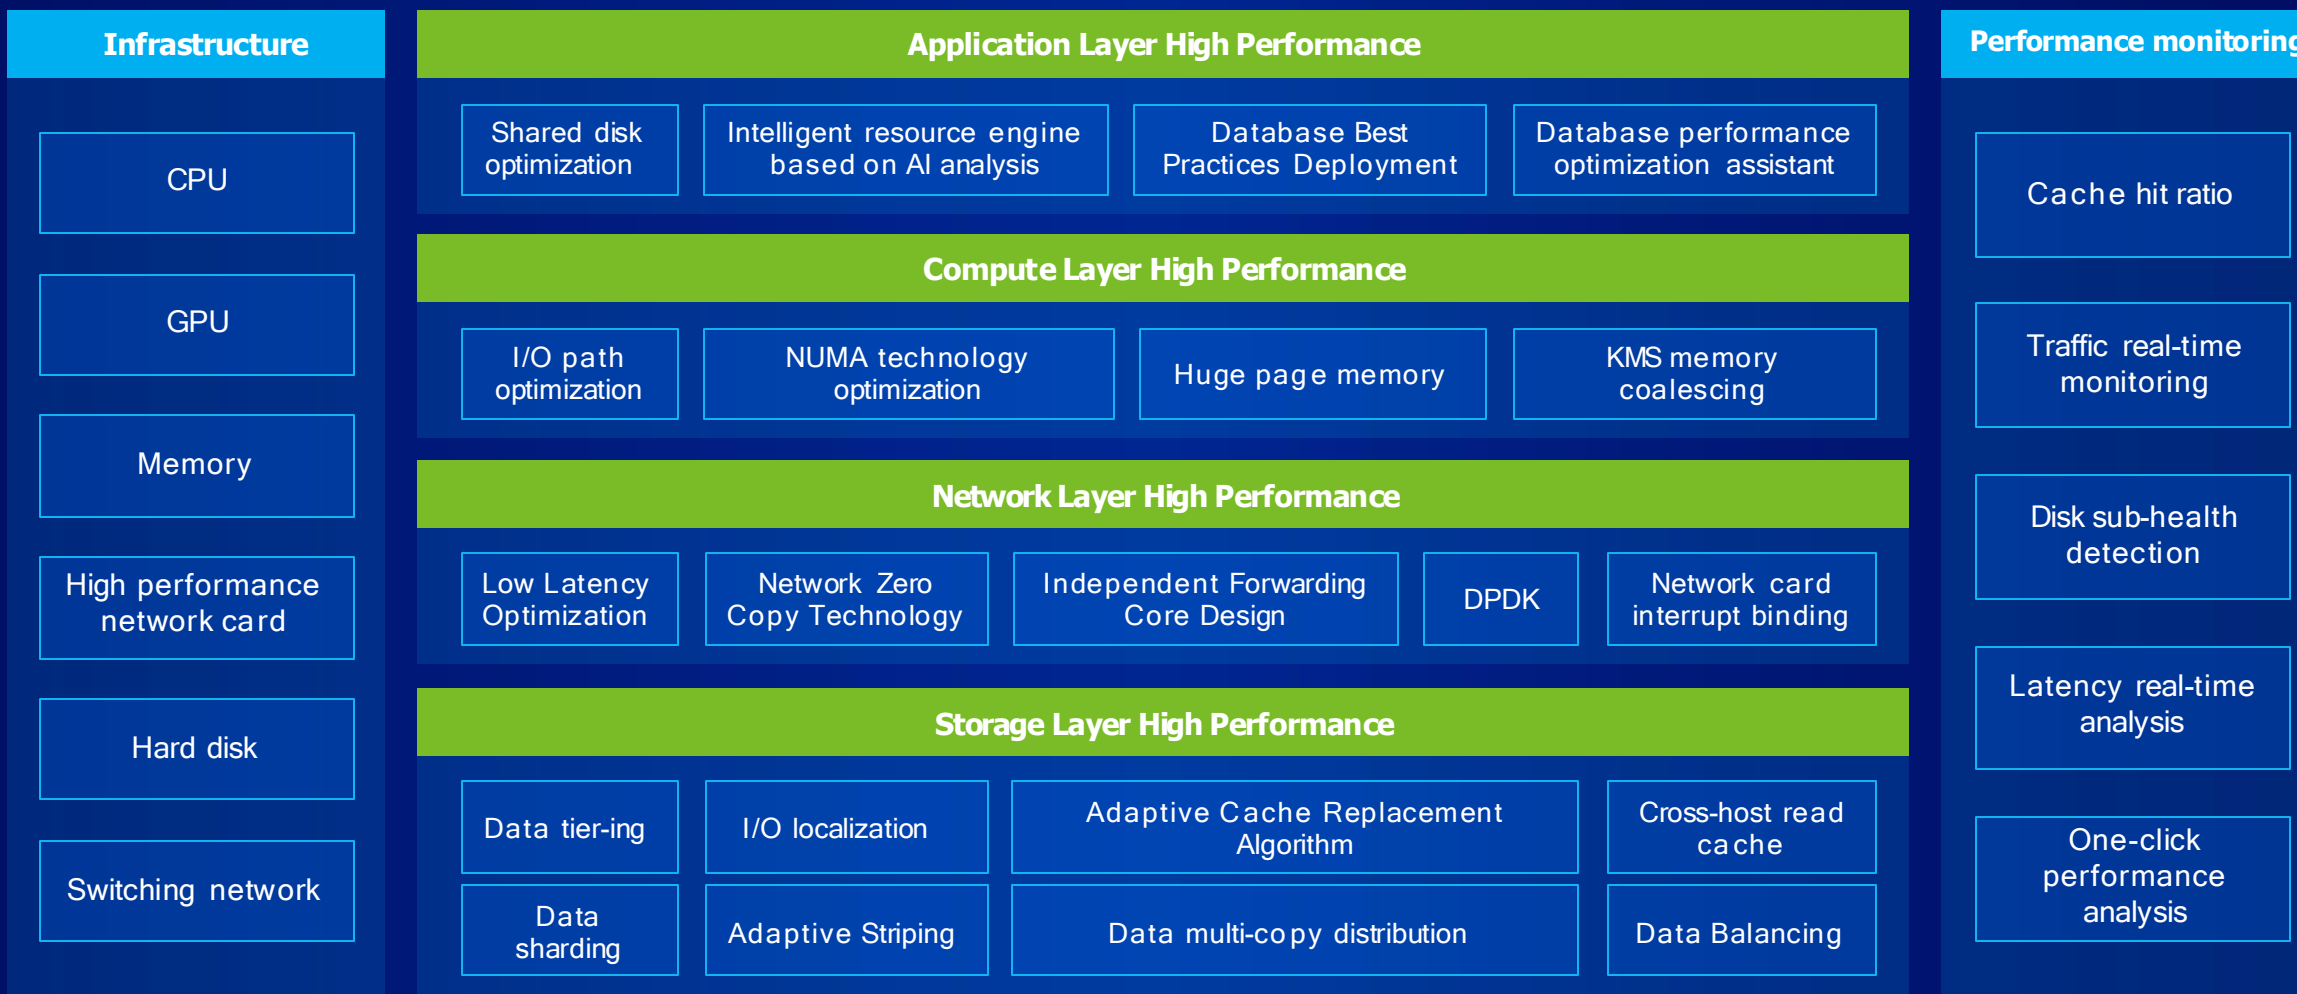 Infrastructure
CPU
GPU
Memory
High performance
network card
Hard disk
Switching network
Application Layer High Performance
Shared disk
optimization
Intelligent resource engine
based on AI analysis
Database Best
Practices Deployment
Database performance
optimization assistant
Compute Layer High Performance
I/O path
optimization
NUMA technology
optimization
Huge page memory
KMS memory
coalescing
Network Layer High Performance
Low Latency
Optimization
Network Zero
Copy Technology
Independent Forwarding
Core Design
DPDK
Network card
interrupt binding
Storage Layer High Performance
Data tier-ing
I/O localization
Adaptive Cache Replacement
Algorithm
Cross-host read
cache
Data
sharding
Adaptive Striping
Data multi-copy distribution
Data Balancing
Performance monitoring
Cache hit ratio
Traffic real-time
monitoring
Disk sub-health
detection
Latency real-time
analysis
One-click
performance
analysis